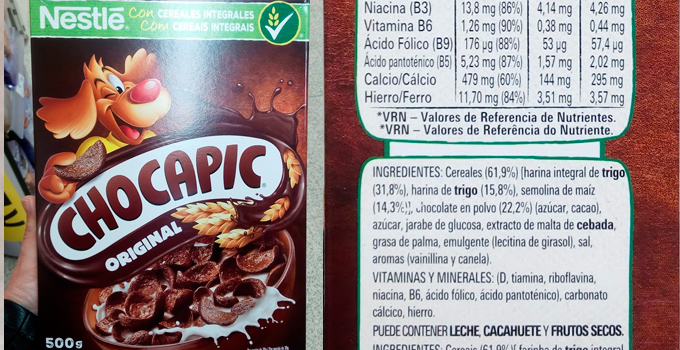 Nestlé
Con CEREALES INTEGRALES
Com CEREAIS INTEGRAIS
CHOCAPIC
ORIGINAL
500g
Niacina (B3) 13,8 mg (86%) 4,14 mg 4,26 mg
Vitamina B6 1,26 mg (90%) 0,38 mg 0,44 mg
Ácido Fólico (B9) 176 µg (88%) 53 µg 57,4 µg
Ácido pantoténico (B5) 5,23 mg (87%) 1,57 mg 2,02 mg
Calcio/Cálcio 479 mg (60%) 144 mg 295 mg
Hierro/Ferro 11,70 mg (84%) 3,51 mg 3,57 mg
*VRN – Valores de Referencia de Nutrientes.
*VRN – Valores de Referência do Nutriente.
INGREDIENTES: Cereales (61,9%) [harina integral de trigo
(31,8%), harina de trigo (15,8%), semolina de maíz
(14,3%)], chocolate en polvo (22,2%) (azúcar, cacao),
azúcar, jarabe de glucosa, extracto de malta de cebada,
grasa de palma, emulgente (lecitina de girasol), sal,
aromas (vainillina y canela).
VITAMINAS Y MINERALES: (D, tiamina, riboflavina,
niacina, B6, ácido fólico, ácido pantoténico), carbonato
cálcico, hierro.
PUEDE CONTENER LECHE, CACAHUETE Y FRUTOS SECOS.
INGREDIENTES: Cereais (61,9%)[ farinha de trigo integral